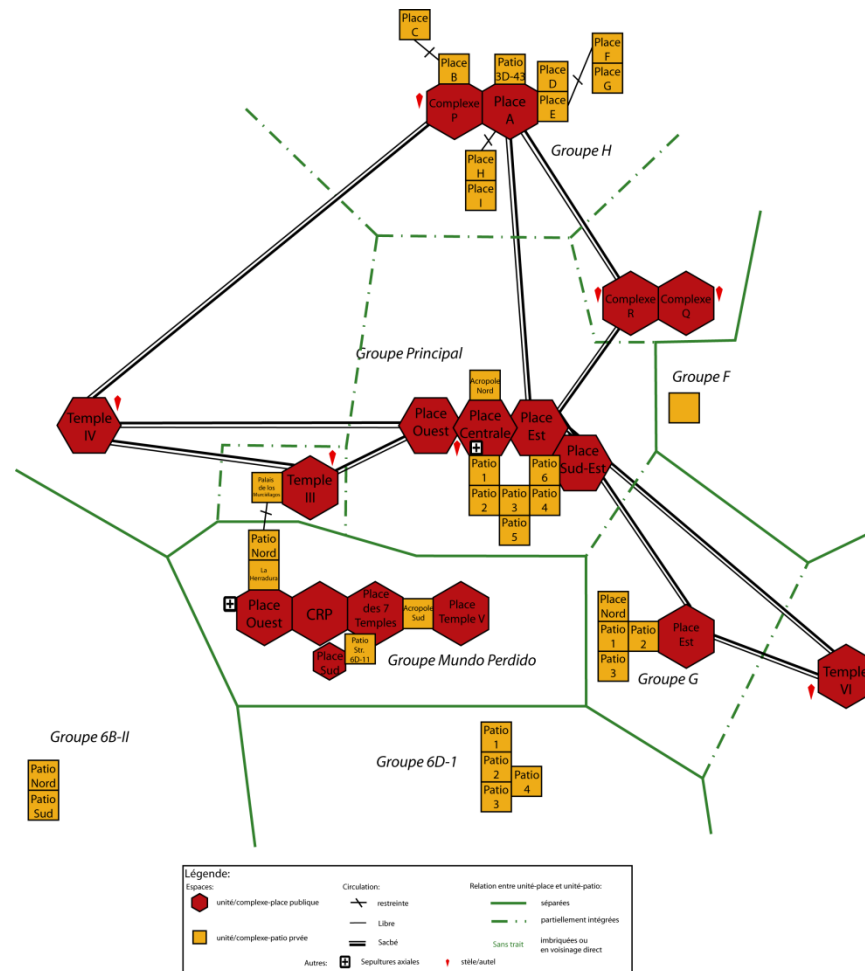 Place
C
Place
F
Place
G
Place
B
Patio
3D-43
Place
D
Place
E
Complexe
P
Place
A
Groupe H
Place
H
Place
I
Complexe
R
Complexe
Q
Groupe Principal
Groupe F
Acropole
Nord
Temple
IV
Place
Ouest
Place
Centrale
Place
Est
Place
Sud-Est
Patio
1
Patio
6
Patio
2
Patio
3
Patio
4
Patio
5
Palais
de los
Murciélagos
Temple
III
Patio
Nord
La
Herradura
Place
Ouest
CRP
Place
des 7
Temples
Acropole
Sud
Place
Temple V
Patio
Str.
6D-11
Place
Sud
Groupe Mundo Perdido
Place
Nord
Patio
1
Patio
2
Place
Est
Patio
3
Groupe G
Temple
VI
Groupe 6B-II
Patio
Nord
Patio
Sud
Groupe 6D-1
Patio
1
Patio
2
Patio
3
Patio
4
Légende:
Espaces:
unité/complexe-place publique
unité/complexe-patio prvée
Circulation:
restreinte
Libre
Sacbé
Relation entre unité-place et unité-patio:
séparées
partiellement intégrées
Sans trait
imbriquées ou
en voisinage direct
Autres:
Sepultures axiales
stèle/autel